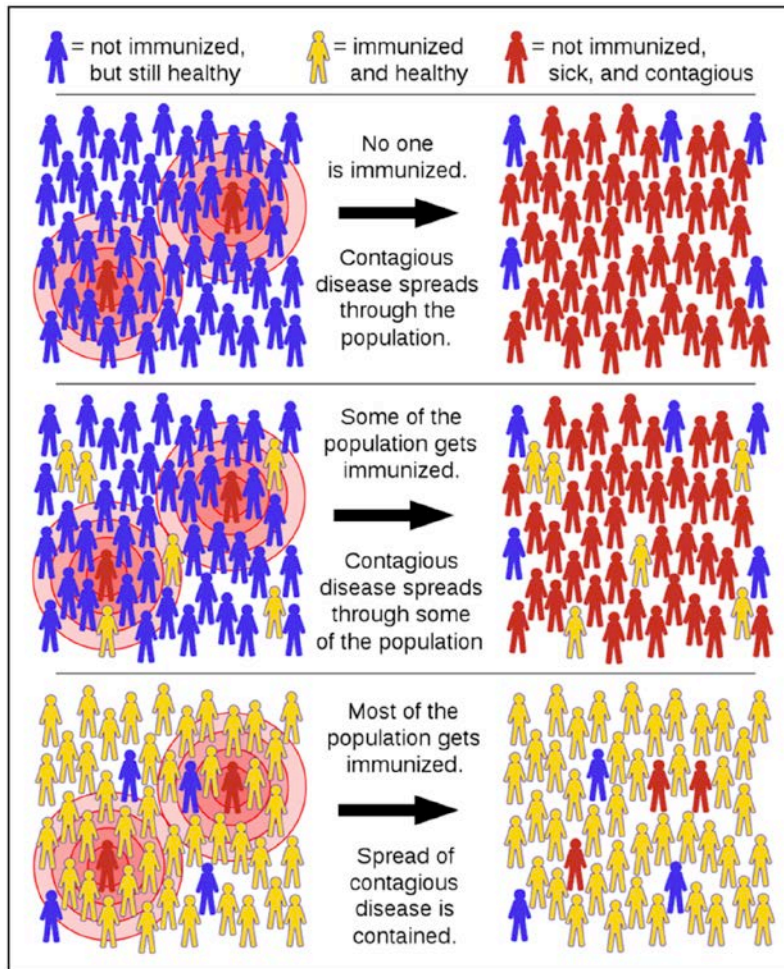 = not immunized,
but still healthy
= immunized
and healthy
= not immunized,
sick, and contagious
No one
is immunized.
Contagious
disease spreads
through the
population.
Some of the
population gets
immunized.
Contagious
disease spreads
through some
of the population
Most of the
population gets
immunized.
Spread of
contagious
disease is
contained.